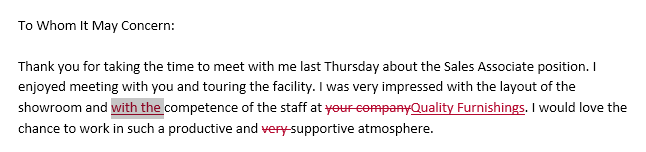 To Whom It May Concern:
Thank you for taking the time to meet with me last Thursday about the Sales Associate position. I
enjoyed meeting with you and touring the facility. I was very impressed with the layout of the
showroom and with the competence of the staff at your companyQuality Furnishings. I would love the
chance to work in such a productive and very supportive atmosphere.